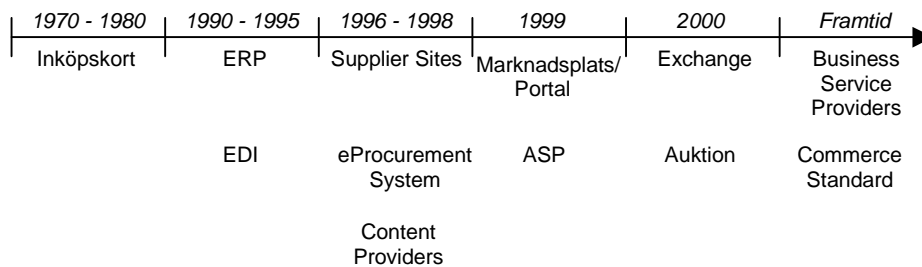 1970 - 1980 1990 - 1995 1996 - 1998 1999 2000 Framtid
Inköpskort ERP Supplier Sites Marknadsplats/ Exchange Business
Portal Service
Providers
EDI eProcurement ASP Auktion Commerce
System Standard
Content
Providers